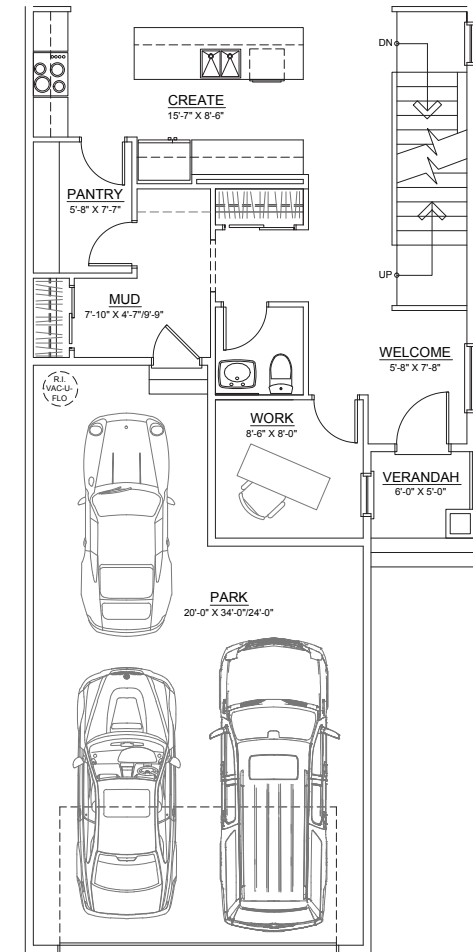 DN
CREATE
15'-7" X 8'-6"
PANTRY
5'-8" X 7'-7"
UP
MUD
7'-10" X 4'-7"/9'-9"
WELCOME
5'-8" X 7'-8"
R.I.
VAC-U-
FLO
WORK
8'-6" X 8'-0"
VERANDAH
6'-0" X 5'-0"
PARK
20'-0" X 34'-0"/24'-0"